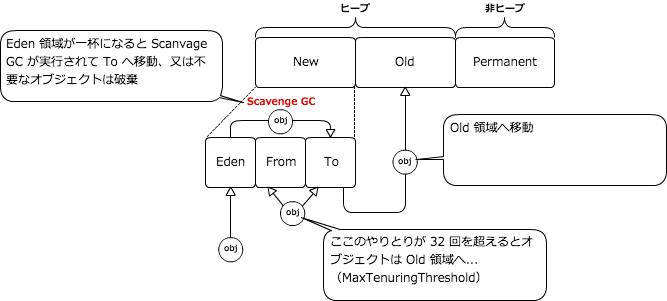 ヒープ
非ヒープ
Eden 領域が一杯になると Scanvage
GC が実行されて To へ移動、又は不
要なオブジェクトは破棄
New
Old
Permanent
Scavenge GC
obj
Old 領域へ移動
Eden
From
To
obj
obj
obj
ここのやりとりが 32 回を超えるとオ
ブジェクトは Old 領域へ...
（MaxTenuringThreshold）